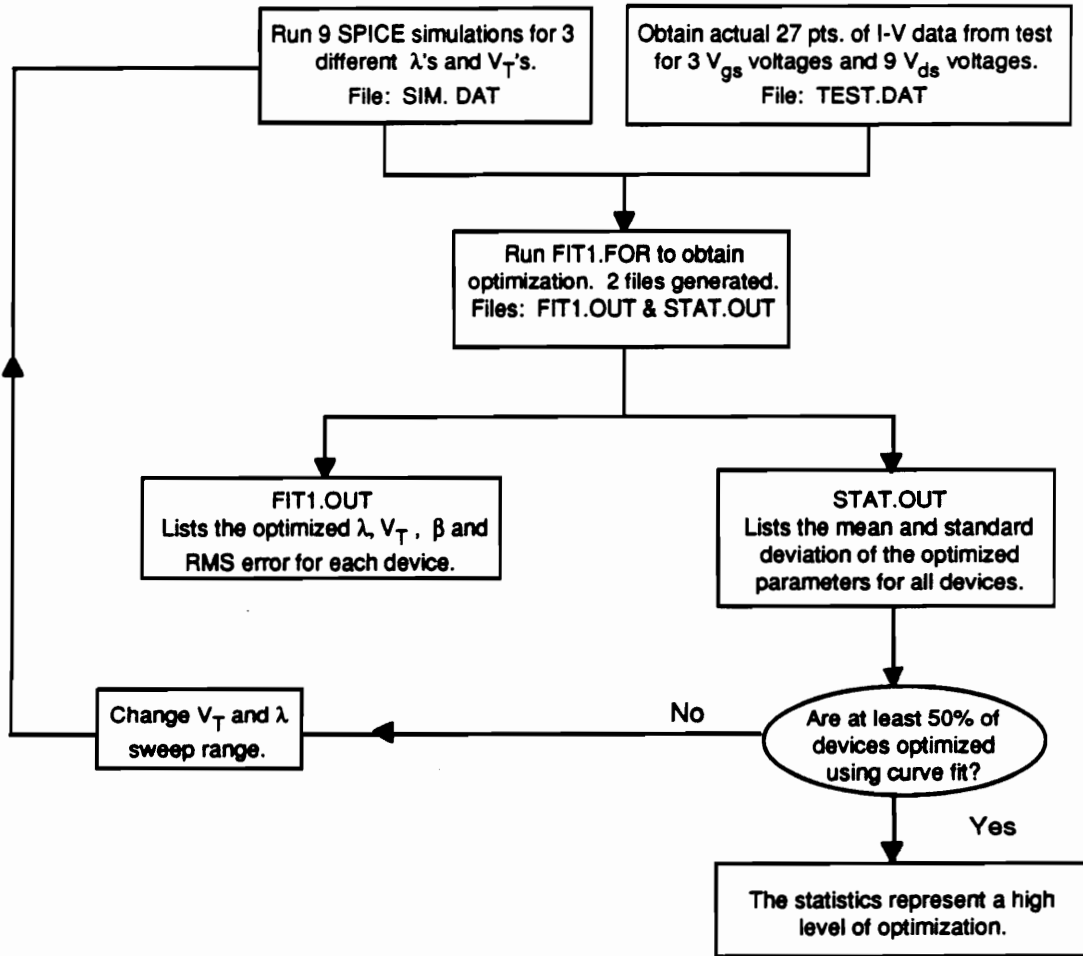 Run 9 SPICE simulations for 3
different λ's and V_T's.
File: SIM. DAT
Obtain actual 27 pts. of I-V data from test
for 3 V_gs voltages and 9 V_ds voltages.
File: TEST.DAT
Run FIT1.FOR to obtain
optimization. 2 files generated.
Files: FIT1.OUT & STAT.OUT
FIT1.OUT
Lists the optimized λ, V_T , β and
RMS error for each device.
STAT.OUT
Lists the mean and standard
deviation of the optimized
parameters for all devices.
Change V_T and λ
sweep range.
No
Are at least 50% of
devices optimized
using curve fit?
Yes
The statistics represent a high
level of optimization.